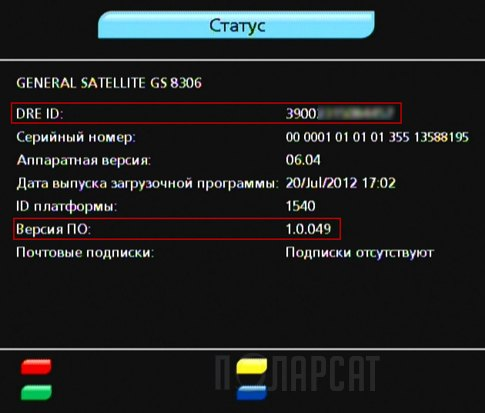 Статус
GENERAL SATELLITE GS 8306
DRE ID: 3900
Серийный номер: 00 0001 01 01 01 355 13588195
Аппаратная версия: 06.04
Дата выпуска загрузочной программы: 20/Jul/2012 17:02
ID платформы: 1540
Версия ПО: 1.0.049
Почтовые подписки: Подписки отсутствуют
ПОЛАРСАТ